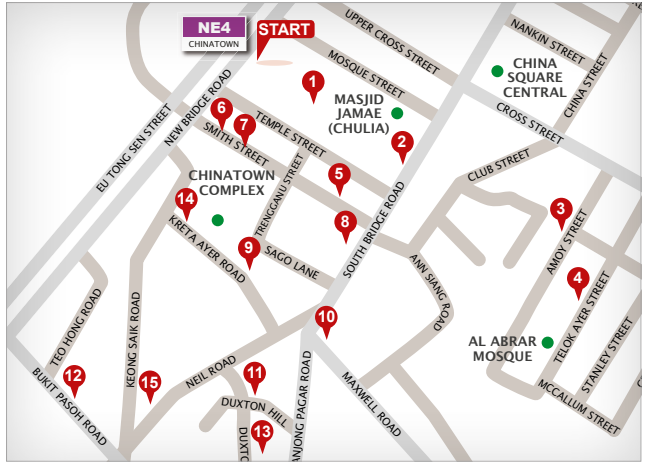 NE4
CHINATOWN
START
UPPER CROSS STREET
NANKIN STREET
CHINA STREET
MOSQUE STREET
CHINA
SQUARE
CENTRAL
1
MASJID
JAMAE
(CHULIA)
CROSS STREET
EU TONG SEN STREET
NEW BRIDGE ROAD
6
7
TEMPLE STREET
SMITH STREET
2
CLUB STREET
CHINATOWN
COMPLEX
TRENGGANU STREET
5
14
8
3
SOUTH BRIDGE ROAD
AMOY STREET
KRETA AYER ROAD
9
SAGO LANE
ANN SIANG ROAD
4
TELOK AYER STREET
STANLEY STREET
TEO HONG ROAD
KEONG SAIK ROAD
10
AL ABRAR
MOSQUE
NEIL ROAD
12
15
11
MAXWELL ROAD
MCCALLUM STREET
BUKIT PASOH ROAD
DUXTON HILL
ANJONG PAGAR ROAD
13
DUXTO